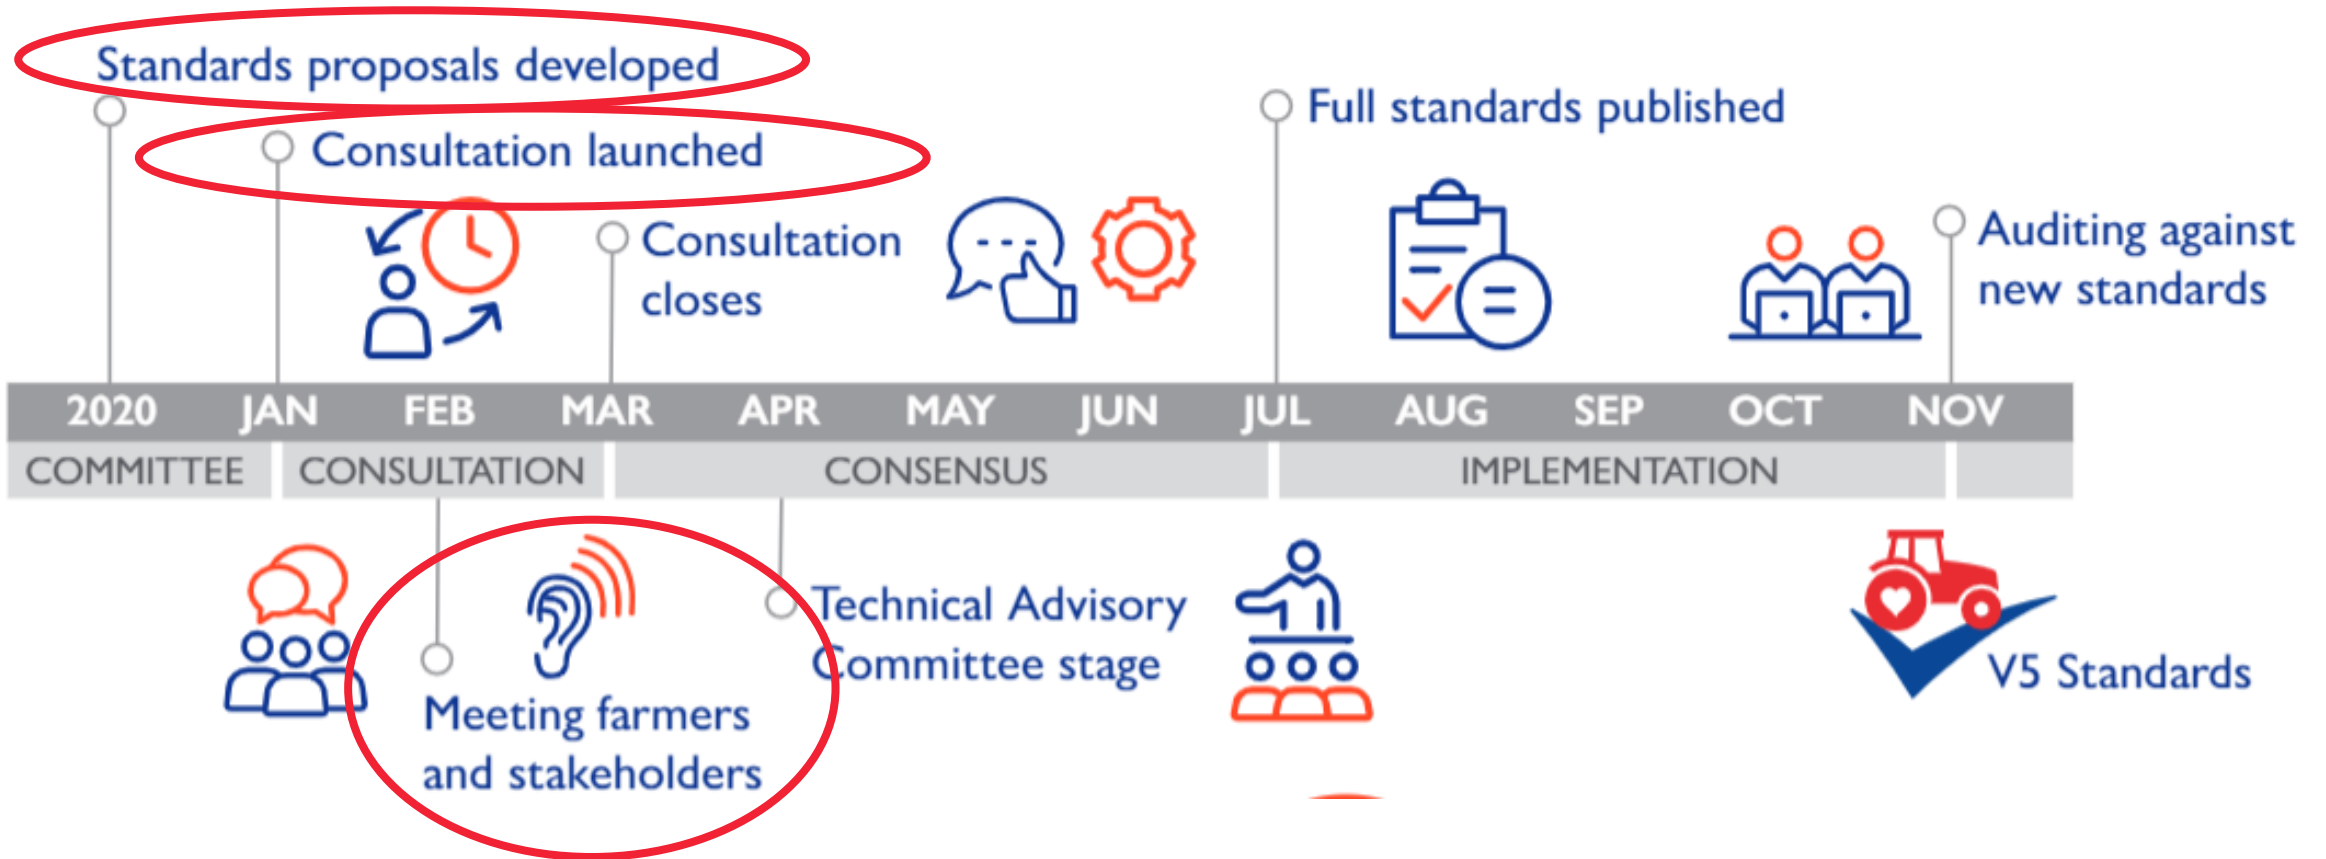 Standards proposals developed
Consultation launched
Full standards published
Consultation
closes
Auditing against
new standards
2020 JAN FEB MAR APR MAY JUN JUL AUG SEP OCT NOV
COMMITTEE CONSULTATION CONSENSUS IMPLEMENTATION
Meeting farmers
and stakeholders
Technical Advisory
Committee stage
V5 Standards